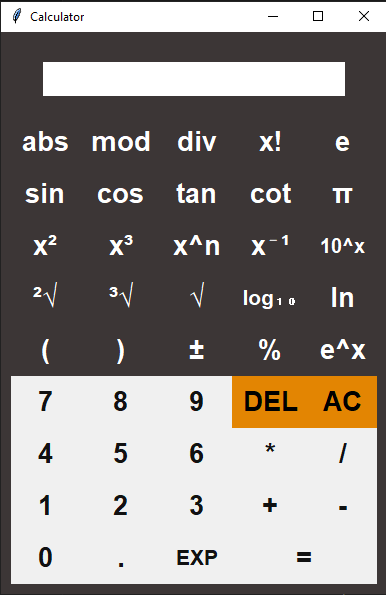 Calculator
abs mod div x! e
sin cos tan cot π
x² x³ x^n x⁻¹ 10^x
²√ ³√ √ log₁₀ ln
( ) ± % e^x
7 8 9 DEL AC
4 5 6 * /
1 2 3 + -
0 . EXP =